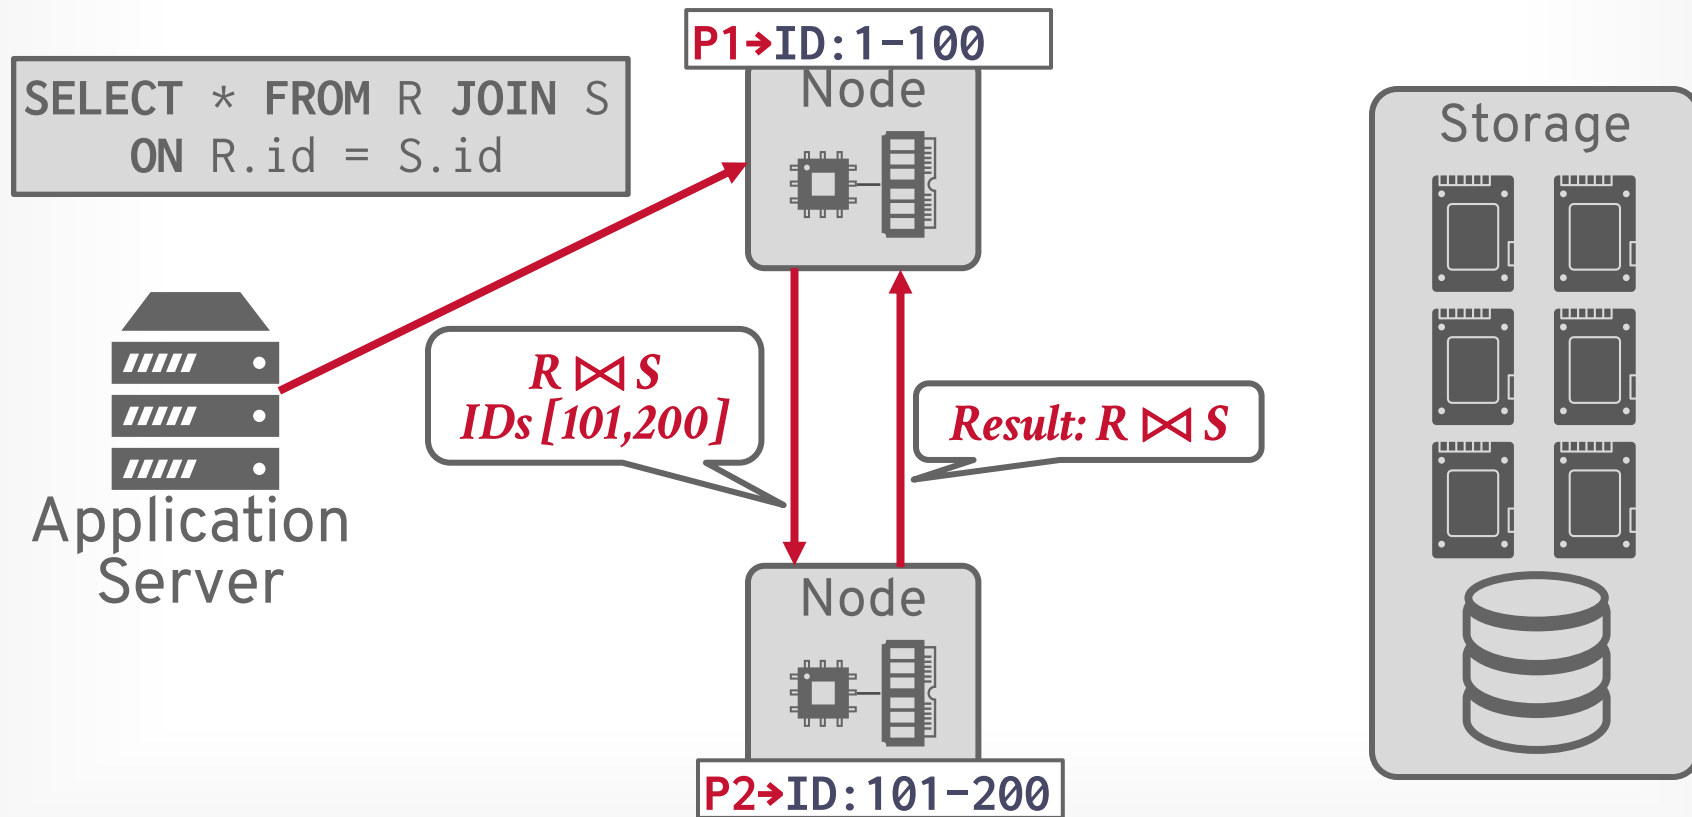 P1→ID:1-100
SELECT * FROM R JOIN S
ON R.id = S.id
Node
Storage
R ⋈ S
IDs [101,200]
Result: R ⋈ S
Application
Server
Node
P2→ID:101-200